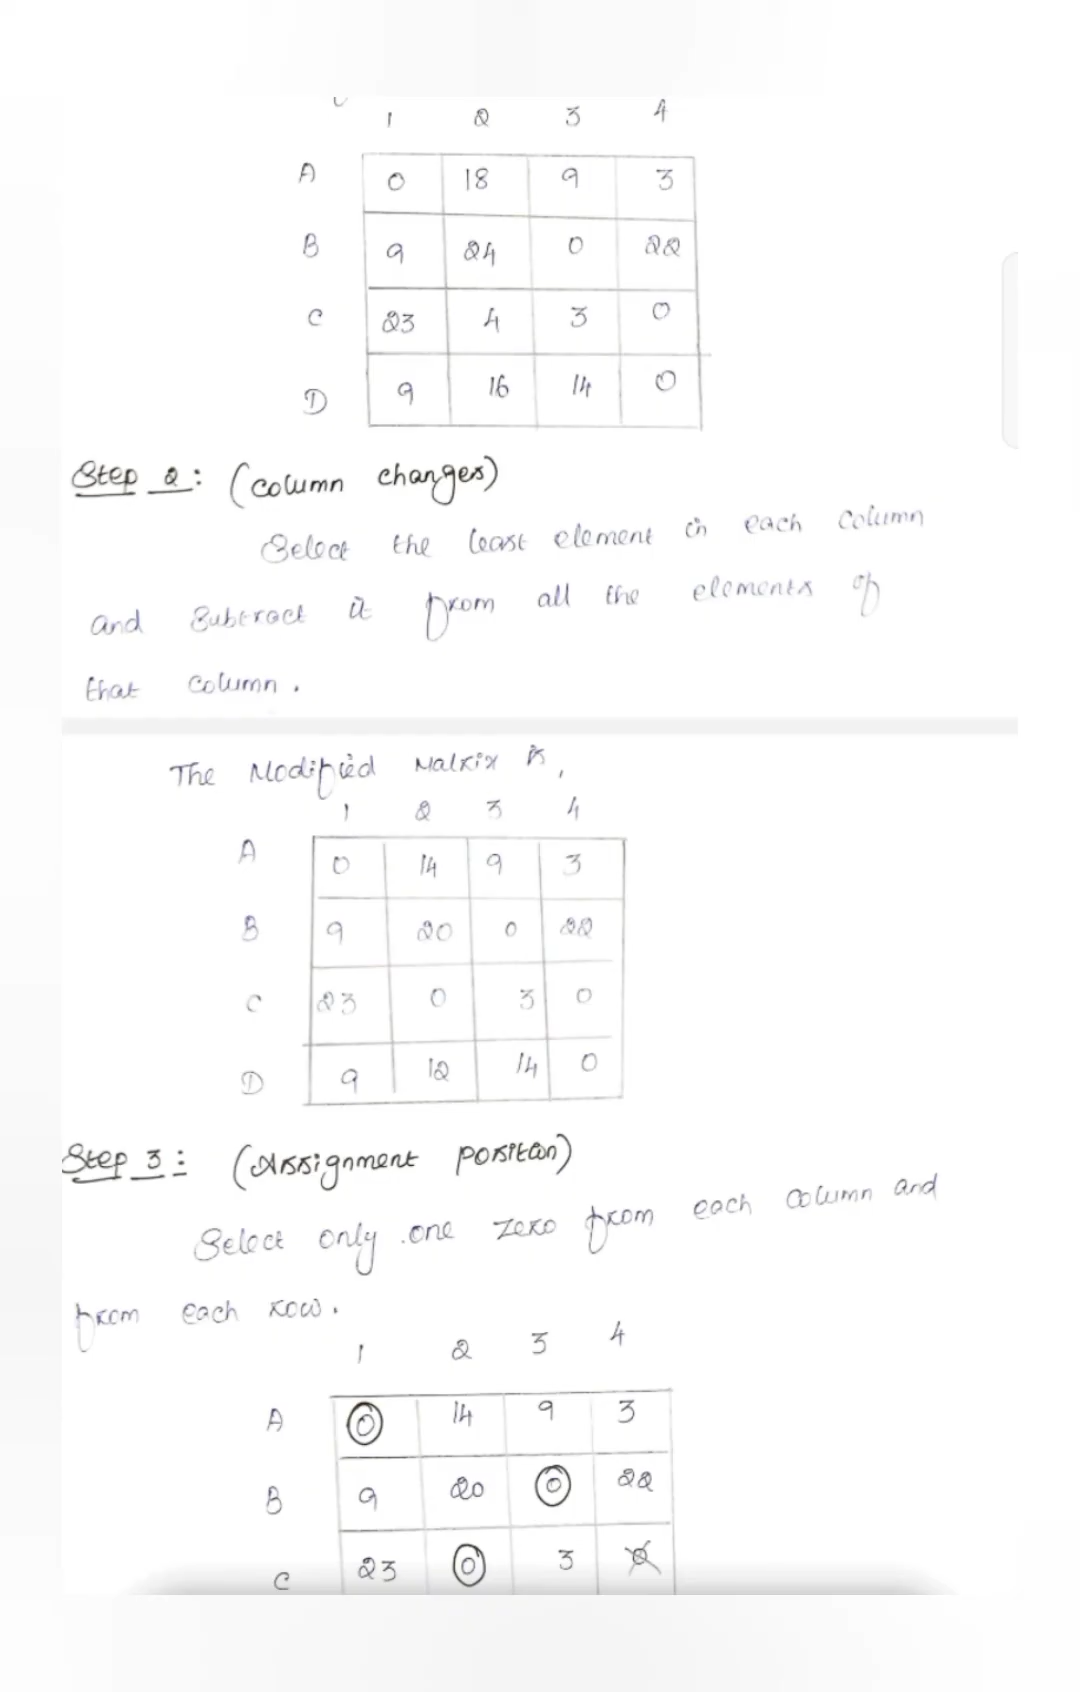 1 2 3 4
A 0 18 9 3
B 9 24 0 22
C 23 4 3 0
D 9 16 14 0
Step 2: (column changes)
Select the least element in each column
and subtract it from all the elements of
that column.
The Modified Matrix is,
1 2 3 4
A 0 14 9 3
B 9 20 0 22
C 23 0 3 0
D 9 12 14 0
Step 3: (Assignment position)
Select only one zero from each column and
from each row.
1 2 3 4
A 0 14 9 3
B 9 20 0 22
C 23 0 3 0